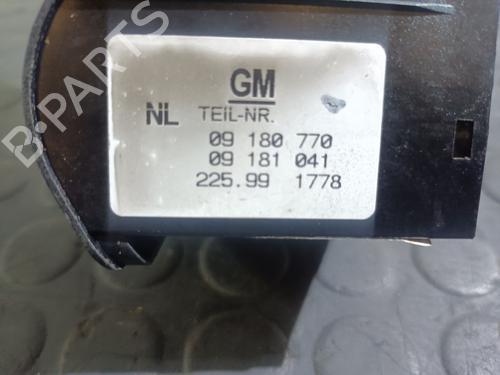 GM
NL TEIL-NR.
09 180 770
09 181 041
225.99 1778
B-PARTS